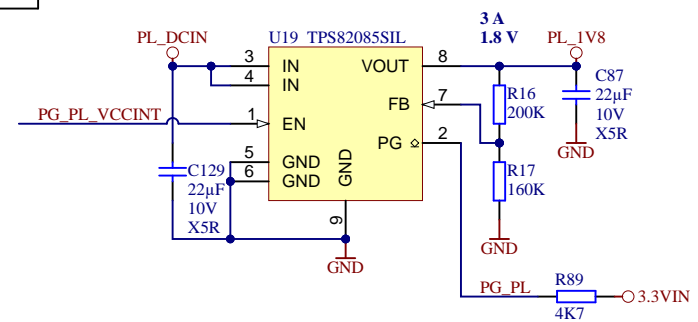 3 A
1.8 V
PL_DCIN
U19 TPS82085SIL
PL_1V8
3 IN
4 IN
VOUT 8
C87
22µF
10V
X5R
R16
200K
FB 7
PG_PL_VCCINT
1 EN
PG 2
GND
5 GND
6 GND
GND
C129
22µF
10V
X5R
R17
160K
9
GND
GND
PG_PL
R89
4K7
3.3VIN